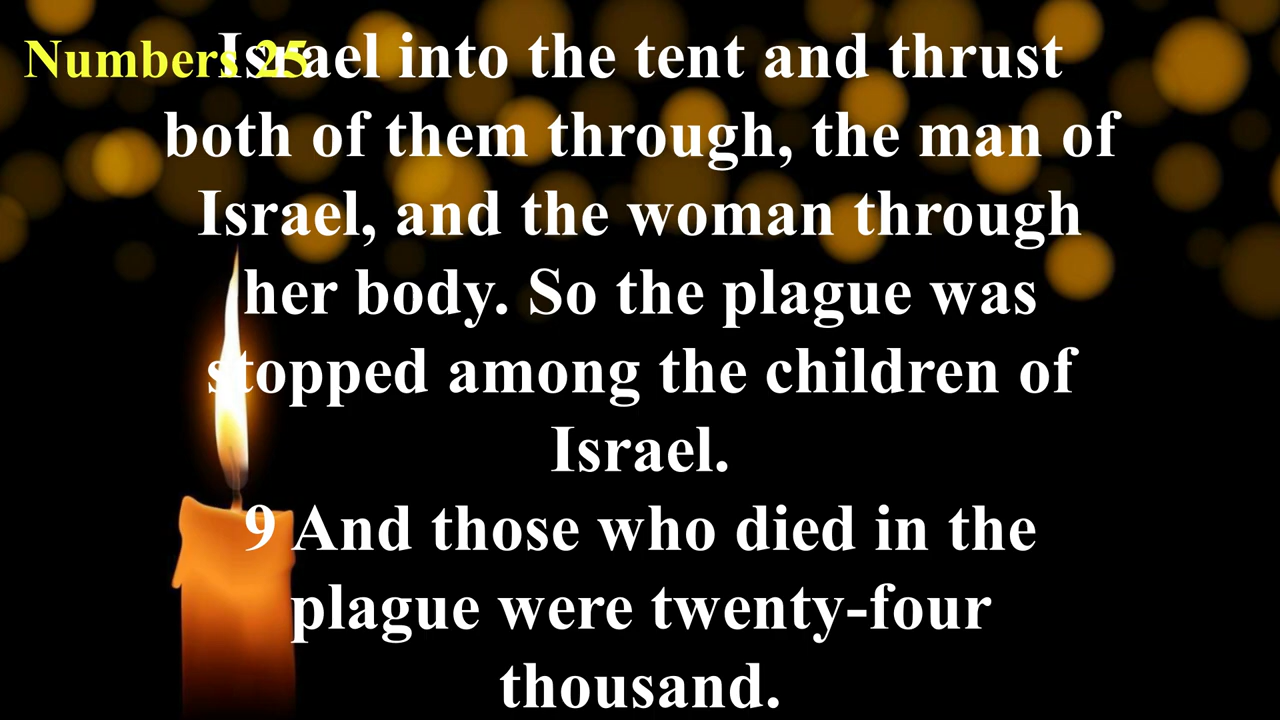 Numbers 25
Israel into the tent and thrust
both of them through, the man of
Israel, and the woman through
her body. So the plague was
stopped among the children of
Israel.
9 And those who died in the
plague were twenty-four
thousand.